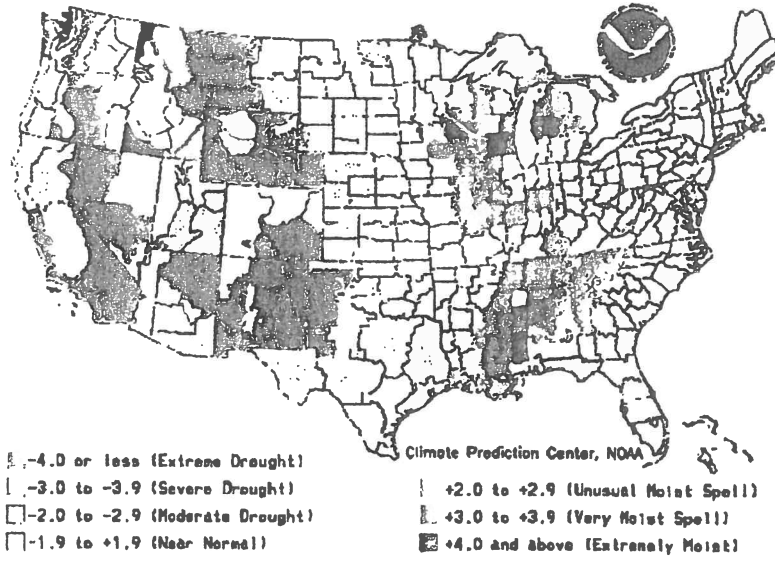 Climate Prediction Center, NOAA
-4.0 or less (Extreme Drought)
-3.0 to -3.9 (Severe Drought)
-2.0 to -2.9 (Moderate Drought)
-1.9 to +1.9 (Near Normal)
+2.0 to +2.9 (Unusual Moist Spell)
+3.0 to +3.9 (Very Moist Spell)
+4.0 and above (Extremely Moist)